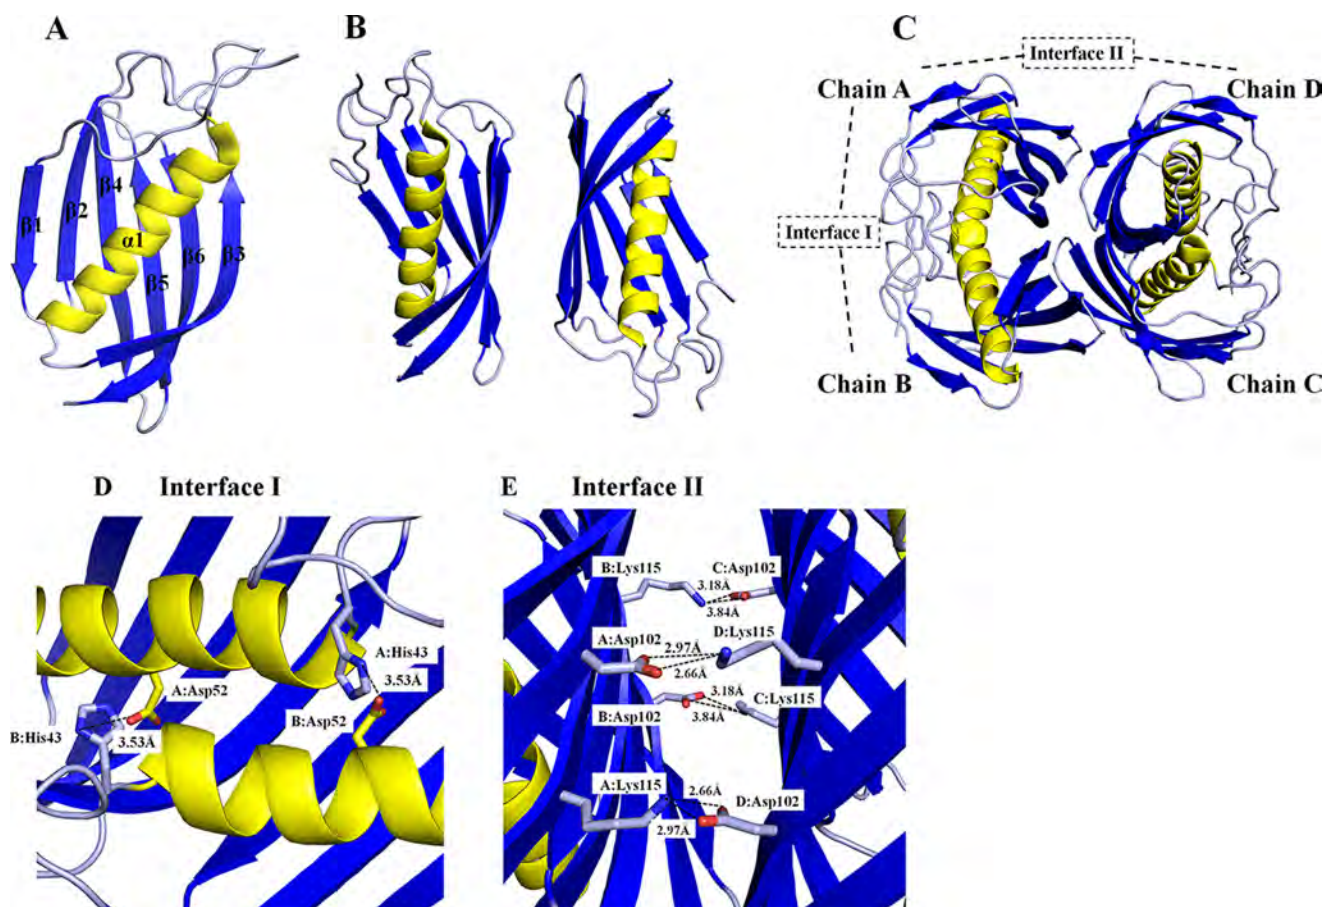 A
B
C
Interface II
Chain A
Chain D
β1
β2
β4
α1
β5
β6
β3
Interface I
Chain B
Chain C
D Interface I
E Interface II
A:His43
3.53Å
A:Asp52
B:His43
3.53Å
B:Asp52
B:Lys115
C:Asp102
3.18Å
3.84Å
A:Asp102
D:Lys115
2.97Å
2.66Å
B:Asp102
3.18Å
C:Lys115
3.84Å
A:Lys115
2.66Å
D:Asp102
2.97Å